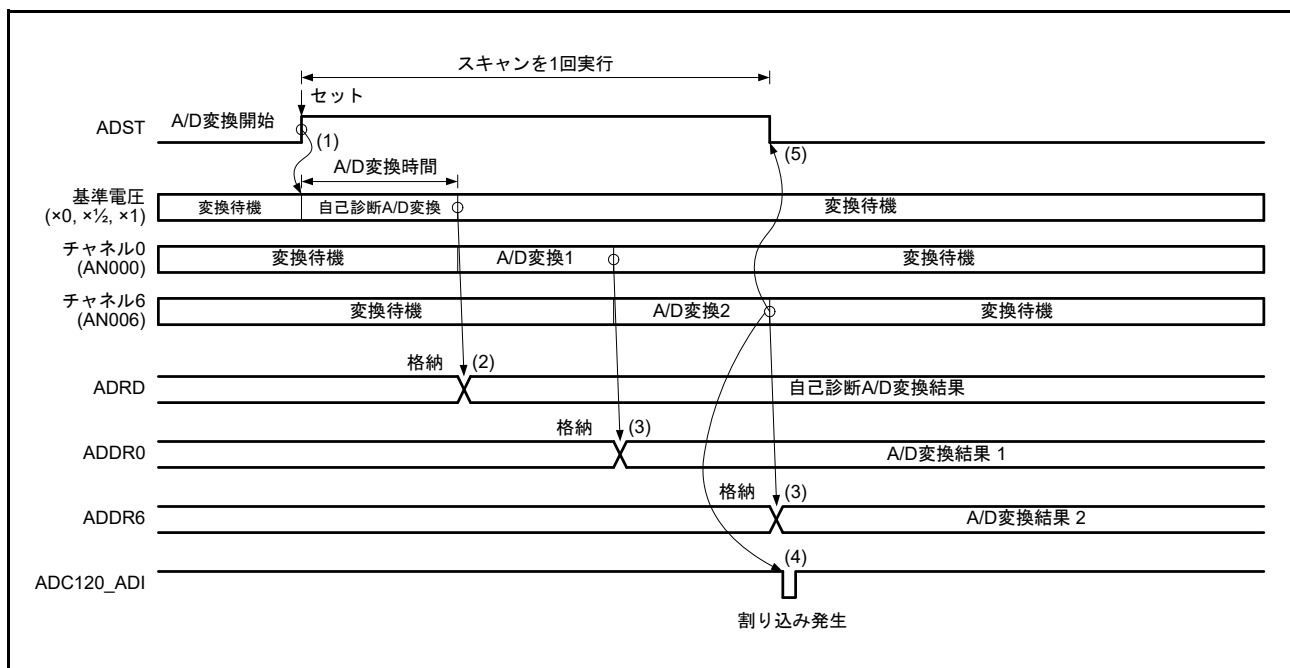 スキャンを1回実行
セット
ADST
A/D変換開始
(1)
(5)
A/D変換時間
基準電圧
(×0, ×½, ×1)
変換待機
自己診断A/D変換
変換待機
チャネル0
(AN000)
変換待機
A/D変換1
変換待機
チャネル6
(AN006)
変換待機
A/D変換2
変換待機
格納
(2)
ADRD
自己診断A/D変換結果
格納
(3)
ADDR0
A/D変換結果 1
格納
(3)
ADDR6
A/D変換結果 2
(4)
ADC120_ADI
割り込み発生